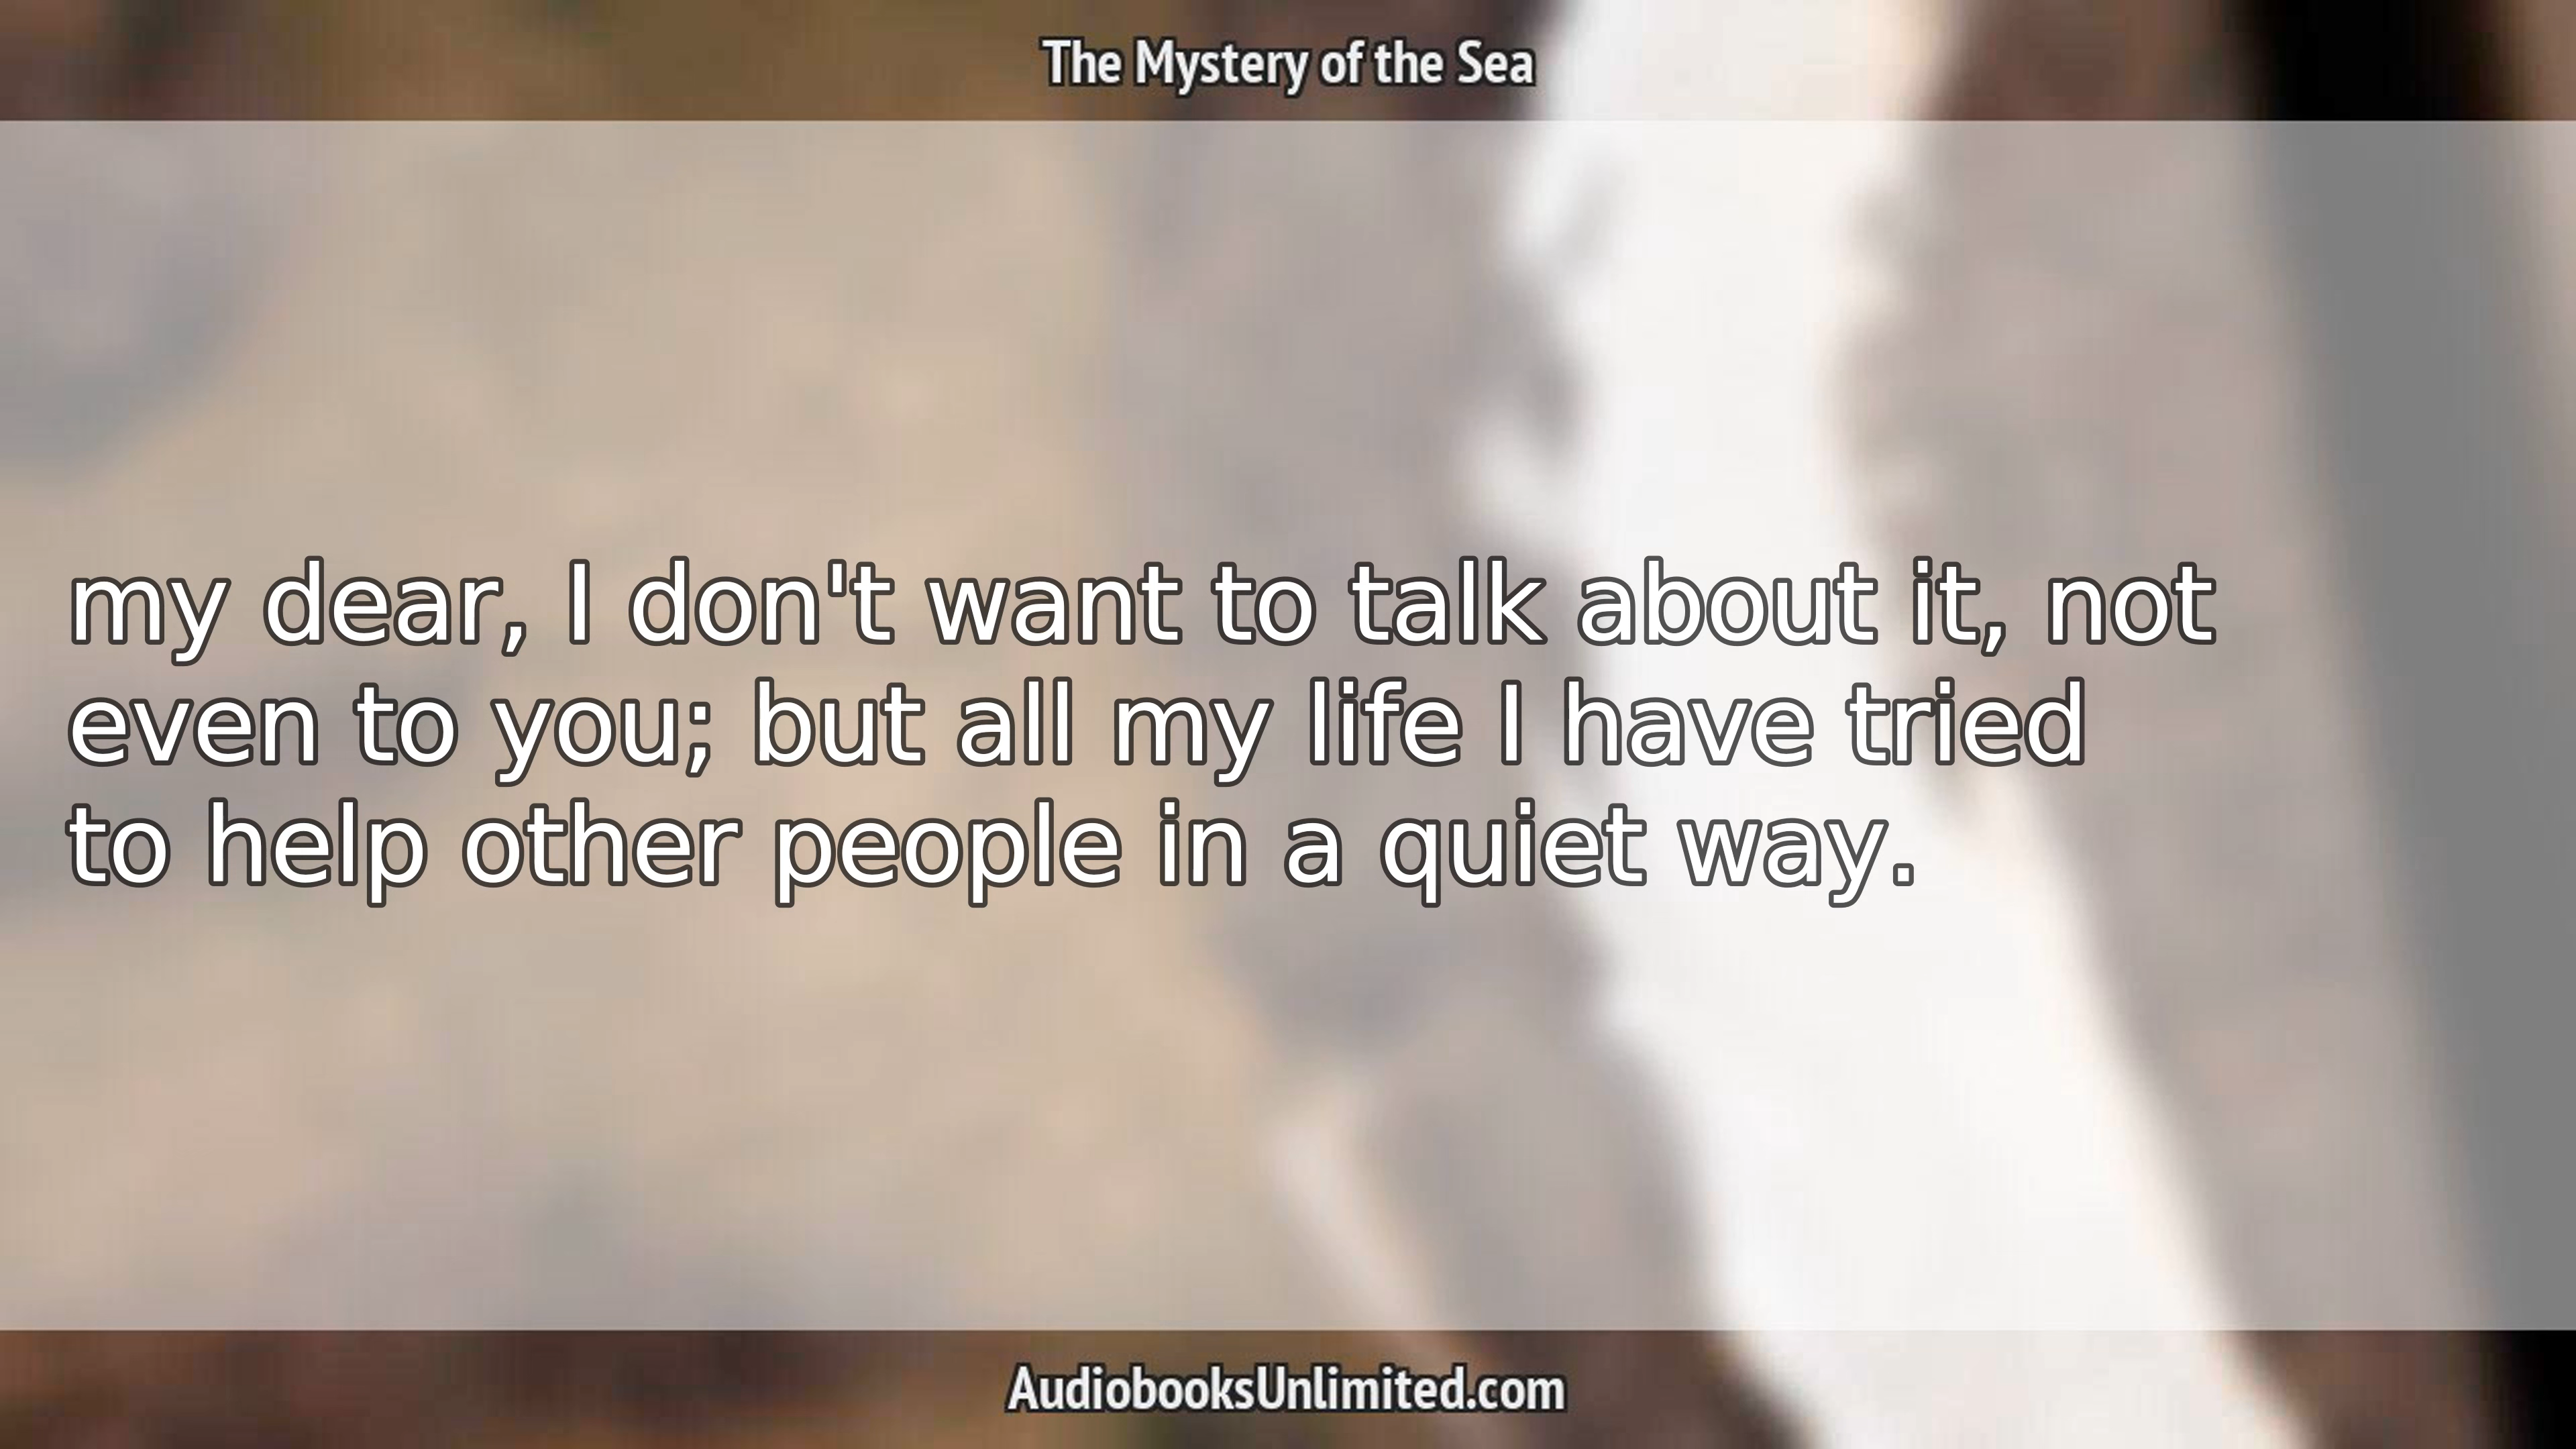 The Mystery of the Sea
my dear, I don't want to talk about it, not
even to you; but all my life I have tried
to help other people in a quiet way.
AudiobooksUnlimited.com